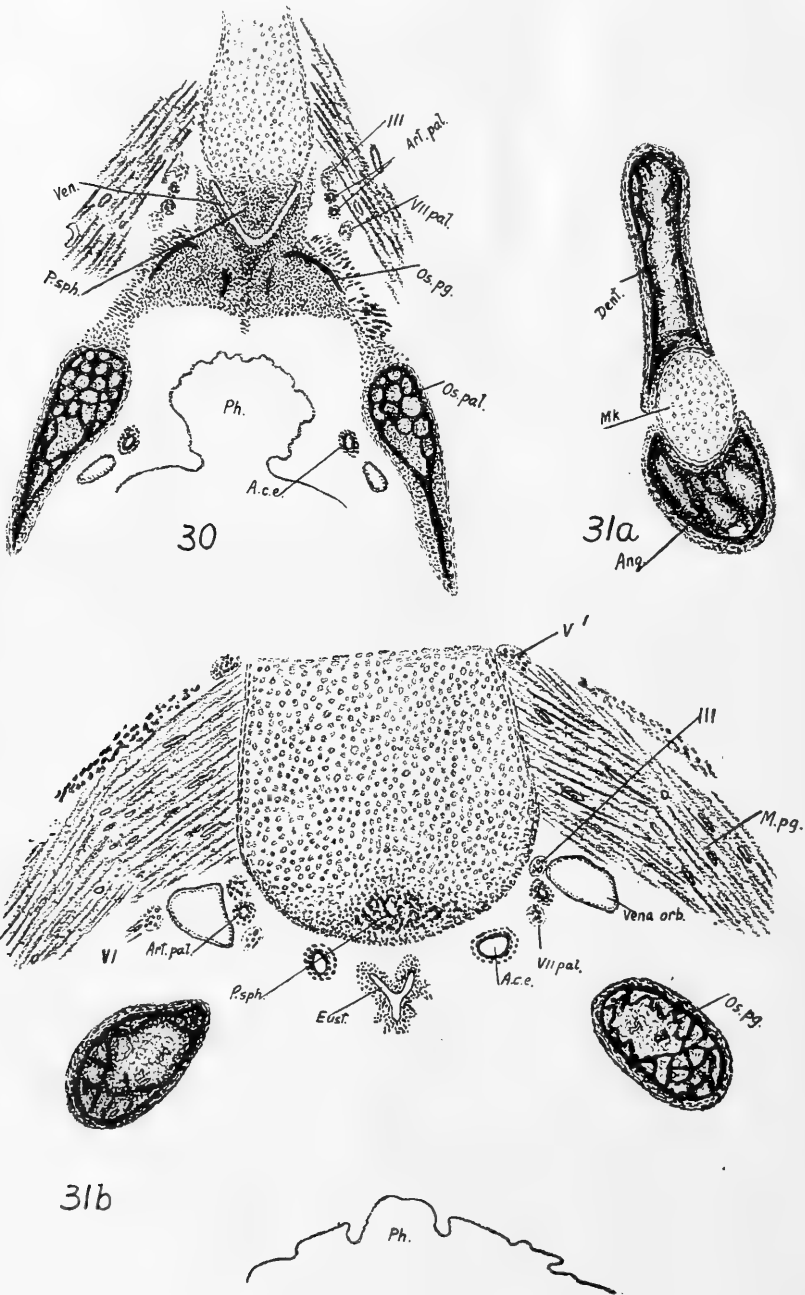 III
Art. pal.
Ven.
VII pal.
P.sph.
Os. pg.
Ph.
Os. pal.
A.c.e.
30
Dent.
Mk
31a
Ang.
V'
III
M.pg.
Vena orb.
VI
Art. pal.
VII pal.
P.sph.
Eust.
A.c.e.
Os. pg.
31b
Ph.